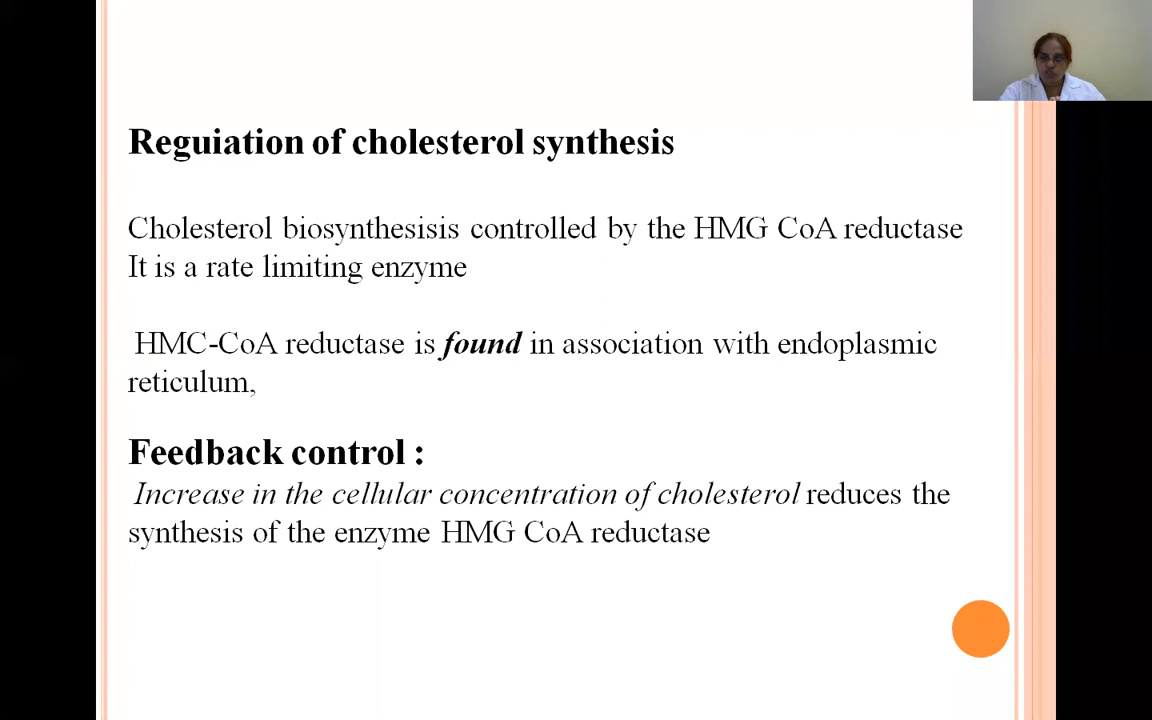 Reguiation of cholesterol synthesis
Cholesterol biosynthesisis controlled by the HMG CoA reductase
It is a rate limiting enzyme
HMC-CoA reductase is found in association with endoplasmic
reticulum,
Feedback control :
Increase in the cellular concentration of cholesterol reduces the
synthesis of the enzyme HMG CoA reductase